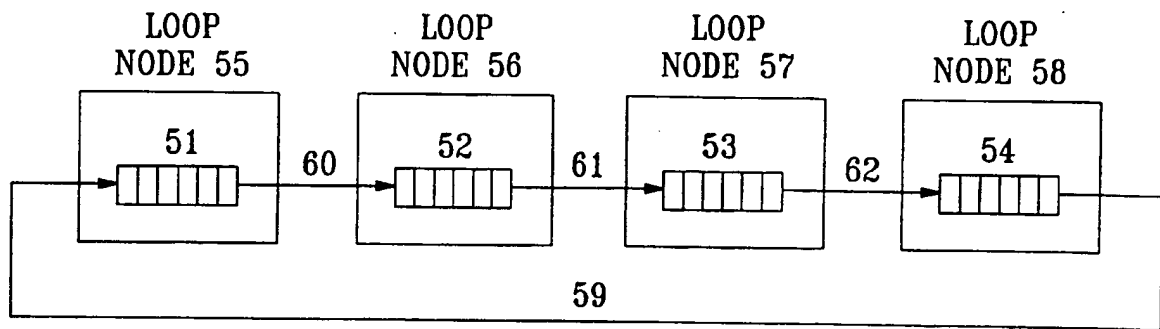 LOOP
NODE 55
LOOP
NODE 56
LOOP
NODE 57
LOOP
NODE 58
51
60
52
61
53
62
54
59